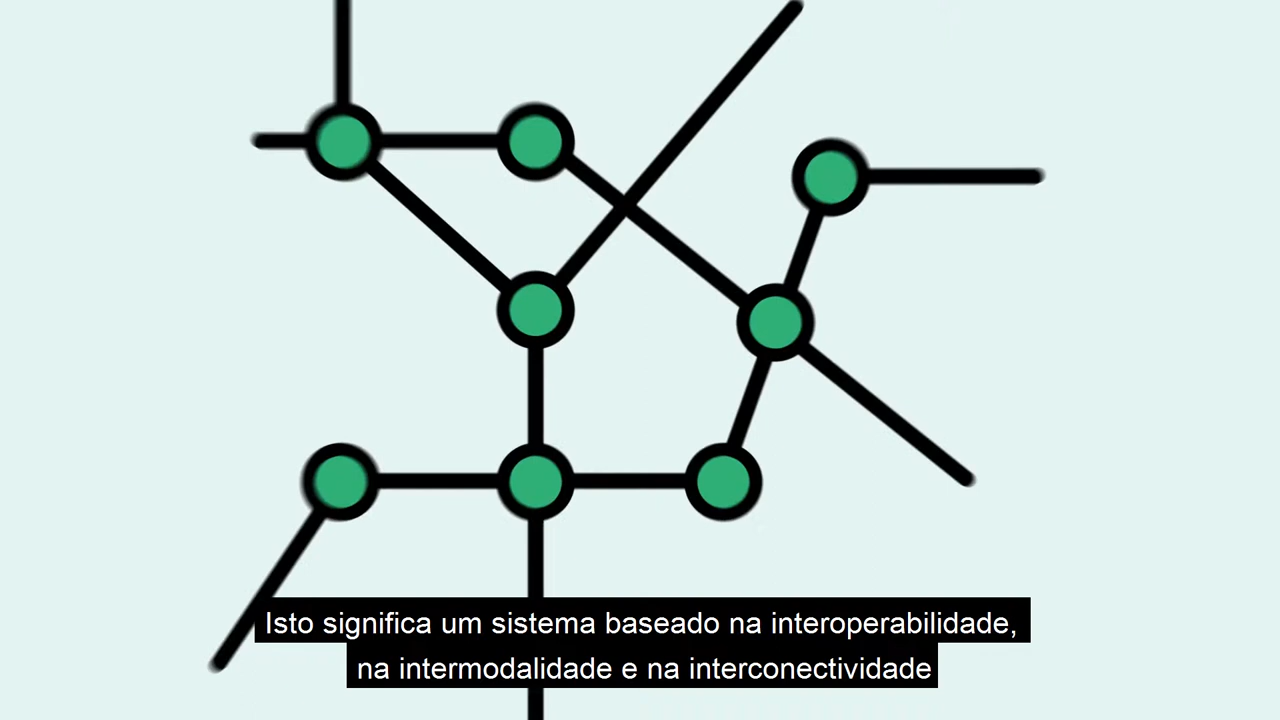 Isto significa um sistema baseado na interoperabilidade,
na intermodalidade e na interconectividade